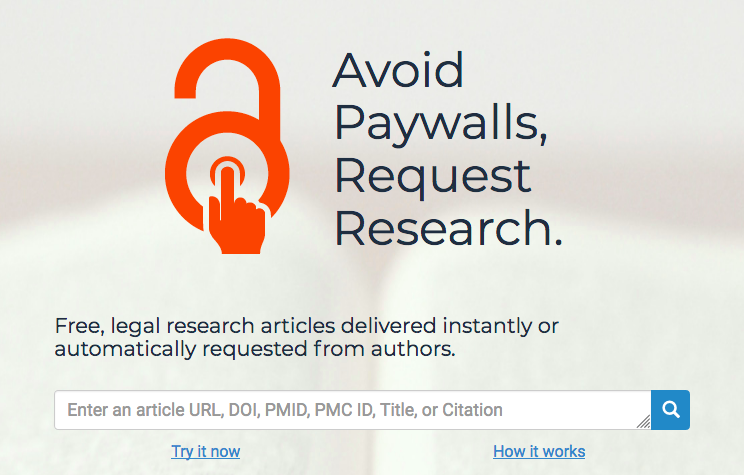 Avoid
Paywalls,
Request
Research.
Free, legal research articles delivered instantly or
automatically requested from authors.
Enter an article URL, DOI, PMID, PMC ID, Title, or Citation
Try it now
How it works